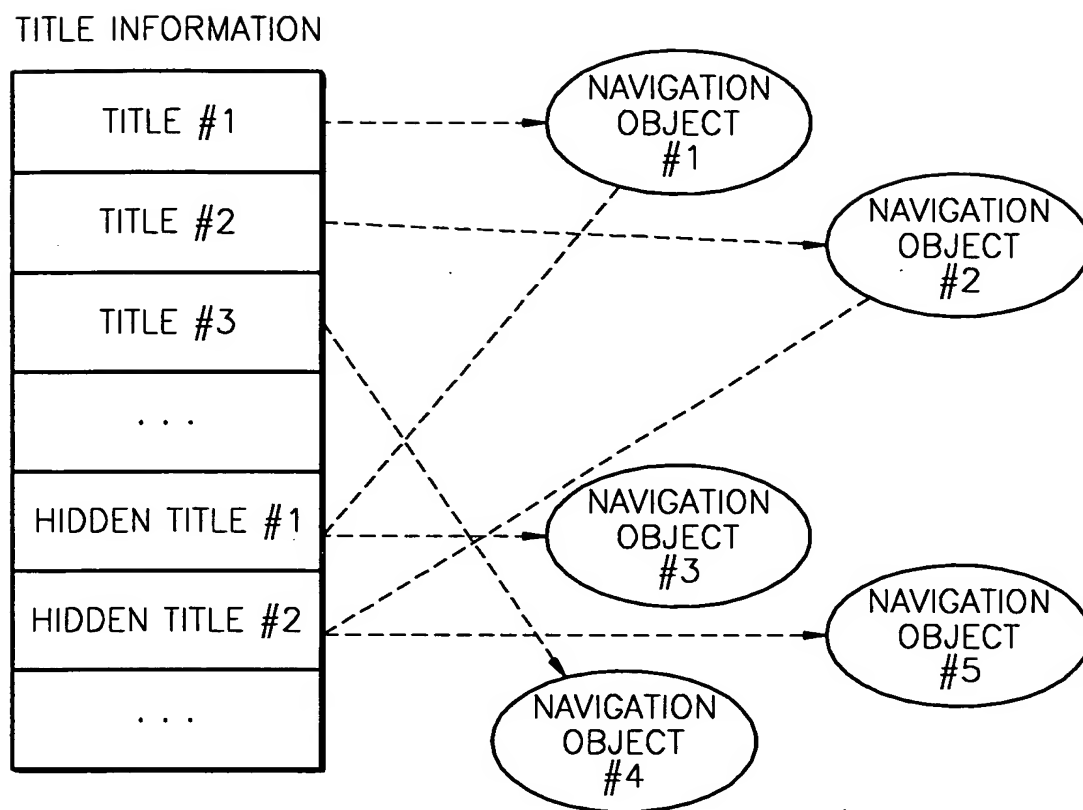 TITLE INFORMATION
TITLE #1
TITLE #2
TITLE #3
. . .
HIDDEN TITLE #1
HIDDEN TITLE #2
. . .
NAVIGATION
OBJECT
#1
NAVIGATION
OBJECT
#2
NAVIGATION
OBJECT
#3
NAVIGATION
OBJECT
#5
NAVIGATION
OBJECT
#4